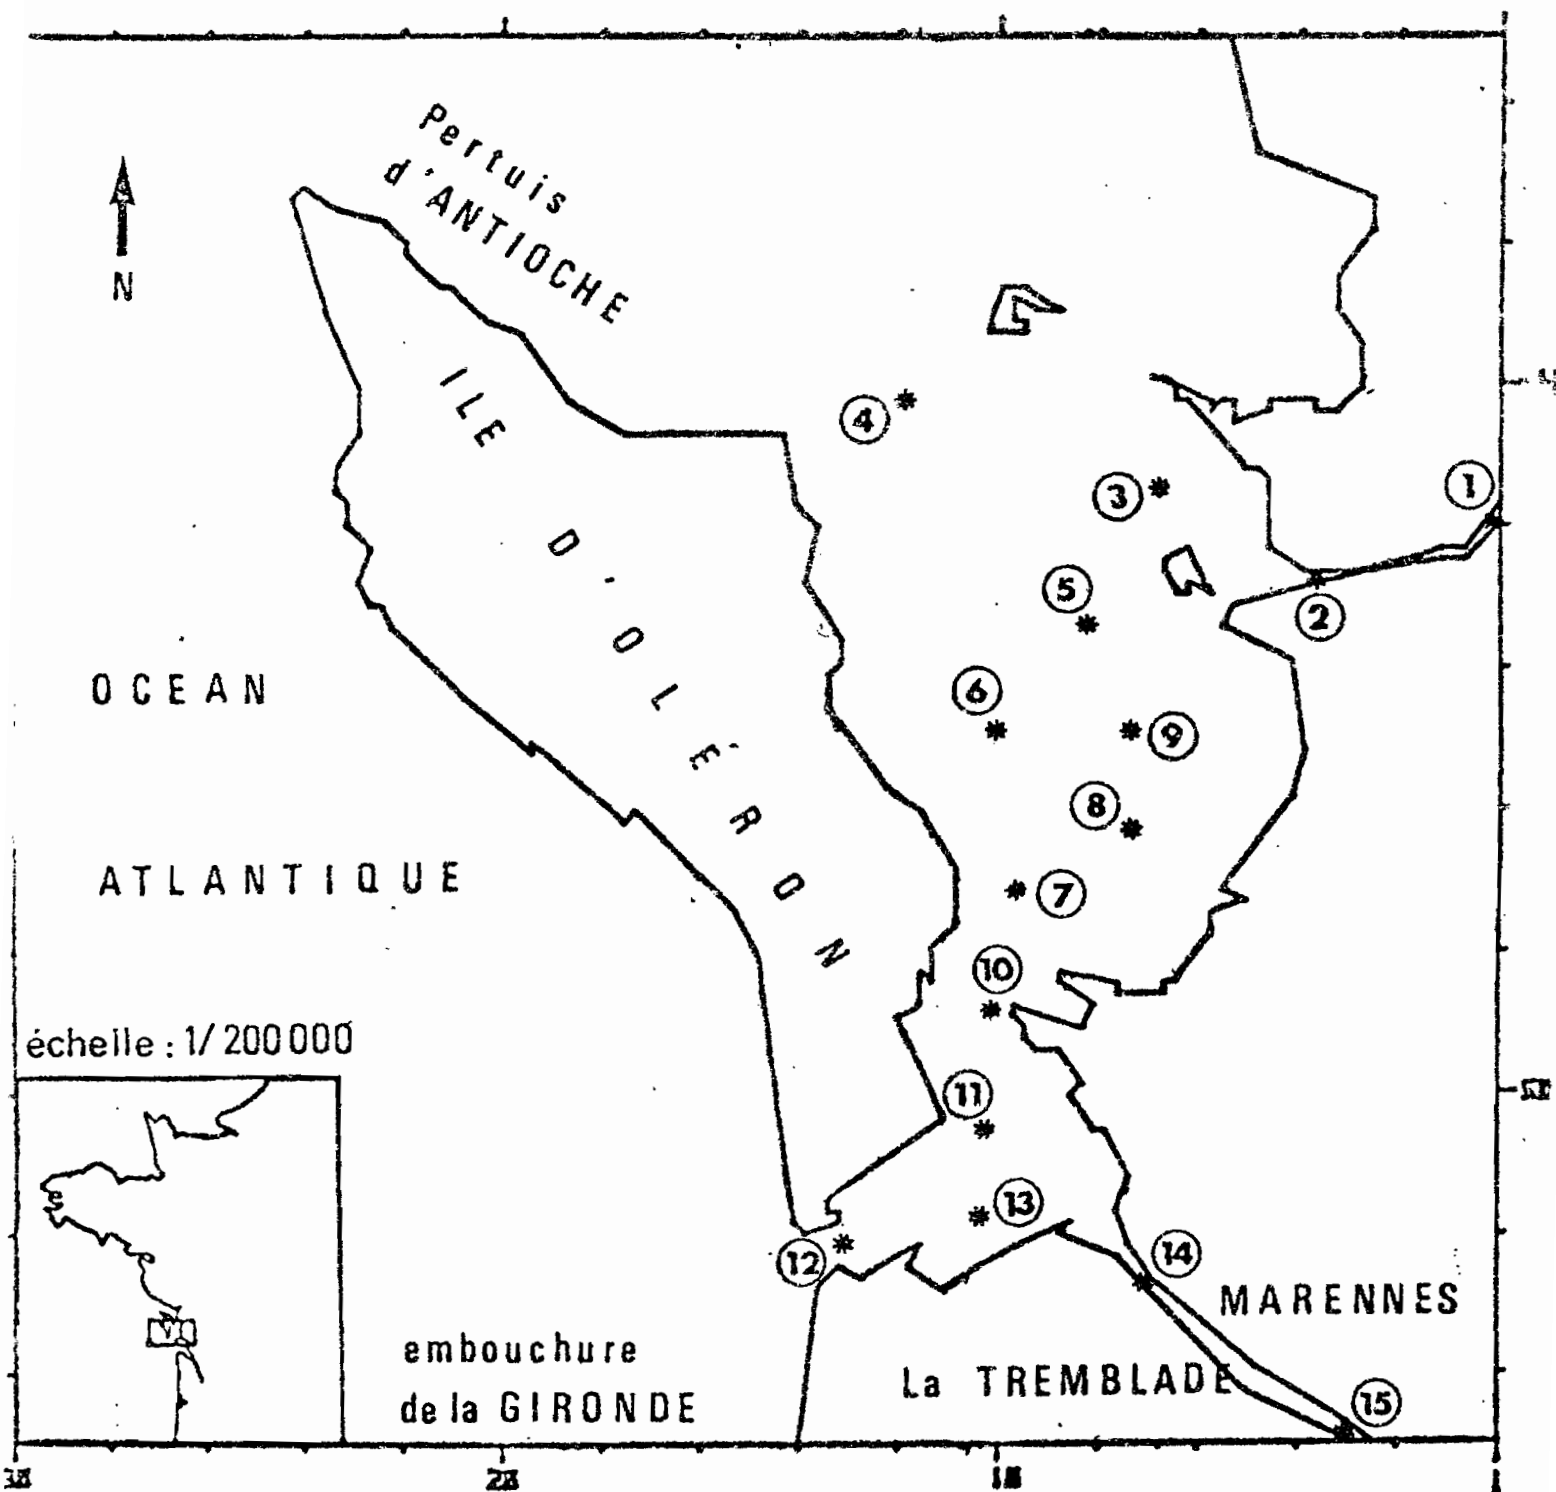 Pertuis
d'ANTIOCHE
N
ILE D'OLÉRON
4
3
1
5
2
6
9
8
7
10
OCEAN
ATLANTIQUE
échelle : 1/200000
11
13
12
14
MARENNES
embouchure
de la GIRONDE
La TREMBLADE
15